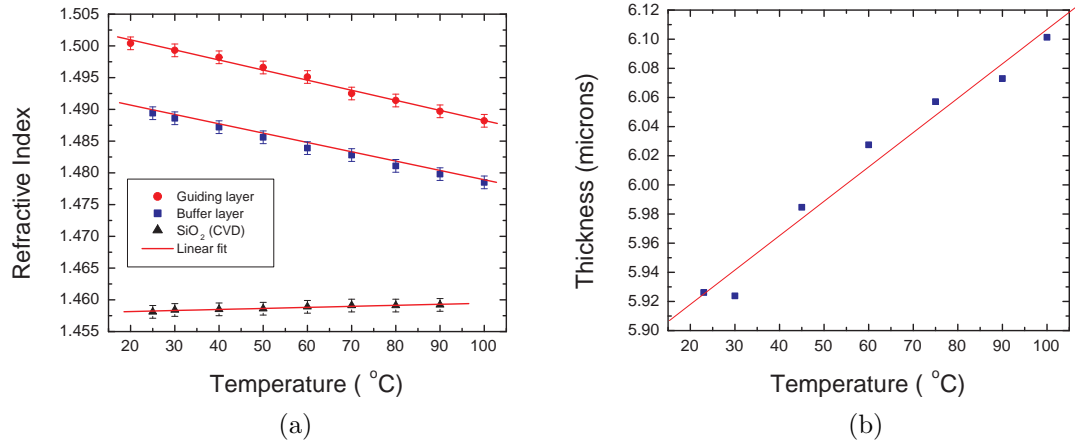 1.500
1.495
1.490
1.485
1.480
1.475
1.470
1.465
1.460
1.455
Refractive Index
Guiding layer
Buffer layer
SiO₂ (CVD)
Linear fit
20 30 40 50 60 70 80 90 100
Temperature ( °C)
(a)
6.12
6.10
6.08
6.06
6.04
6.02
6.00
5.98
5.96
5.94
5.92
5.90
Thickness (microns)
20 30 40 50 60 70 80 90 100
Temperature ( °C)
(b)